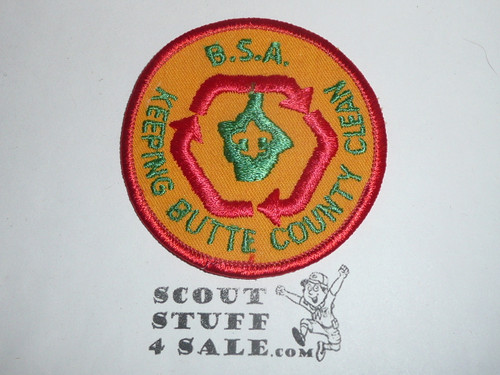 B.S.A.
KEEPING BUTTE COUNTY CLEAN
SCOUT
STUFF
4 SALE.COM